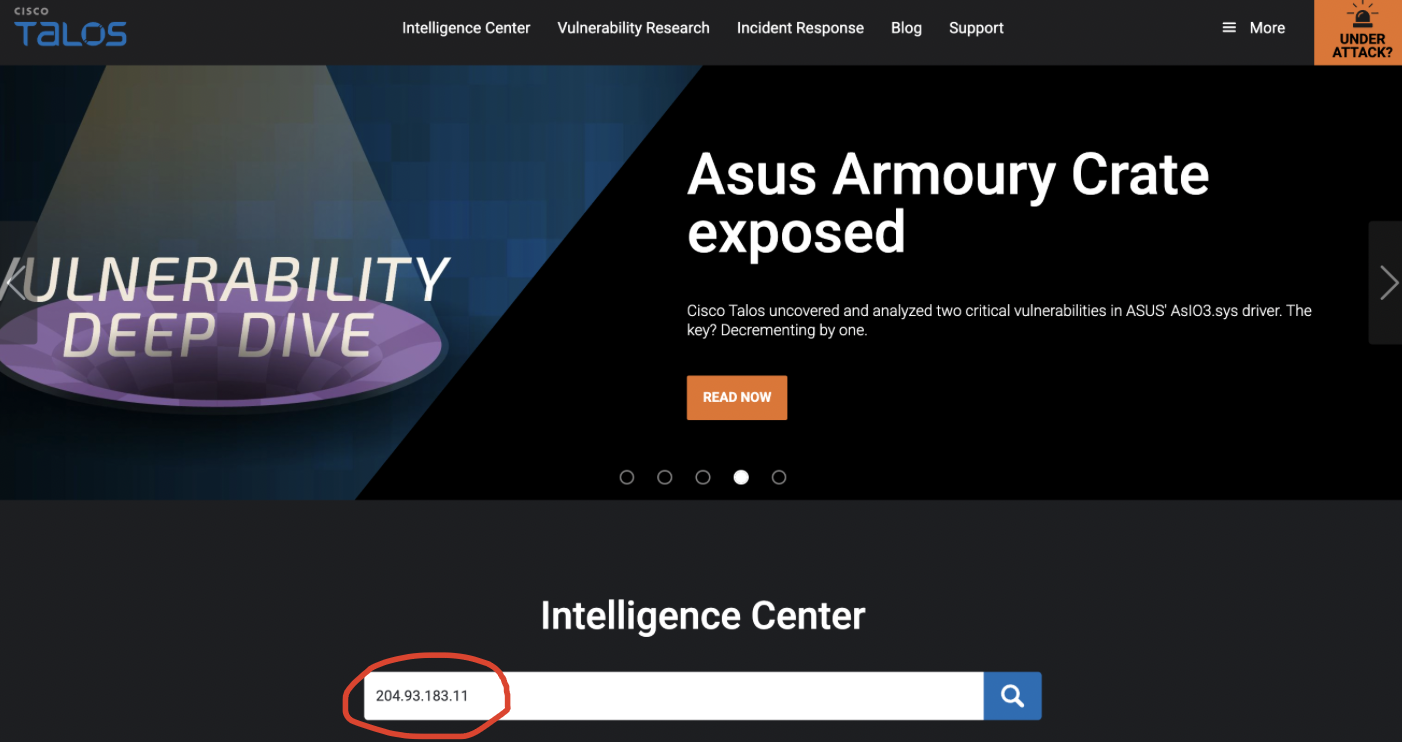 CISCO
TALOS
Intelligence Center
Vulnerability Research
Incident Response
Blog
Support
More
UNDER
ATTACK?
VULNERABILITY
DEEP DIVE
Asus Armoury Crate
exposed
Cisco Talos uncovered and analyzed two critical vulnerabilities in ASUS' AsIO3.sys driver. The
key? Decrementing by one.
READ NOW
Intelligence Center
204.93.183.11